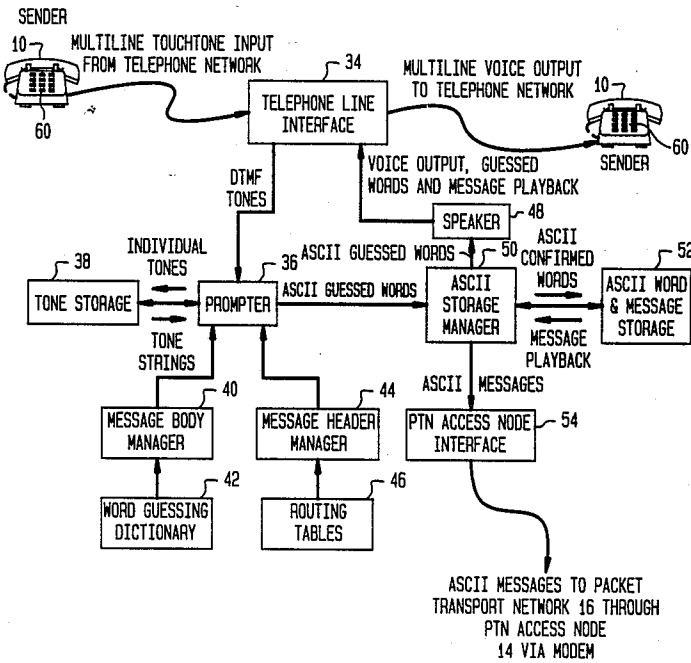 SENDER
10
MULTILINE TOUCHTONE INPUT
FROM TELEPHONE NETWORK
60
34
TELEPHONE LINE
INTERFACE
MULTILINE VOICE OUTPUT
TO TELEPHONE NETWORK
10
60
SENDER
DTMF
TONES
VOICE OUTPUT, GUESSED
WORDS AND MESSAGE PLAYBACK
SPEAKER
48
INDIVIDUAL
TONES
38
TONE STORAGE
TONE
STRINGS
36
PROMPTER
ASCII GUESSED WORDS
ASCII GUESSED WORDS
50
ASCII
STORAGE
MANAGER
ASCII
CONFIRMED
WORDS
MESSAGE
PLAYBACK
52
ASCII WORD
& MESSAGE
STORAGE
40
MESSAGE BODY
MANAGER
44
MESSAGE HEADER
MANAGER
ASCII MESSAGES
PTN ACCESS NODE
INTERFACE
54
42
WORD GUESSING
DICTIONARY
46
ROUTING
TABLES
ASCII MESSAGES TO PACKET
TRANSPORT NETWORK 16 THROUGH
PTN ACCESS NODE
14 VIA MODEM